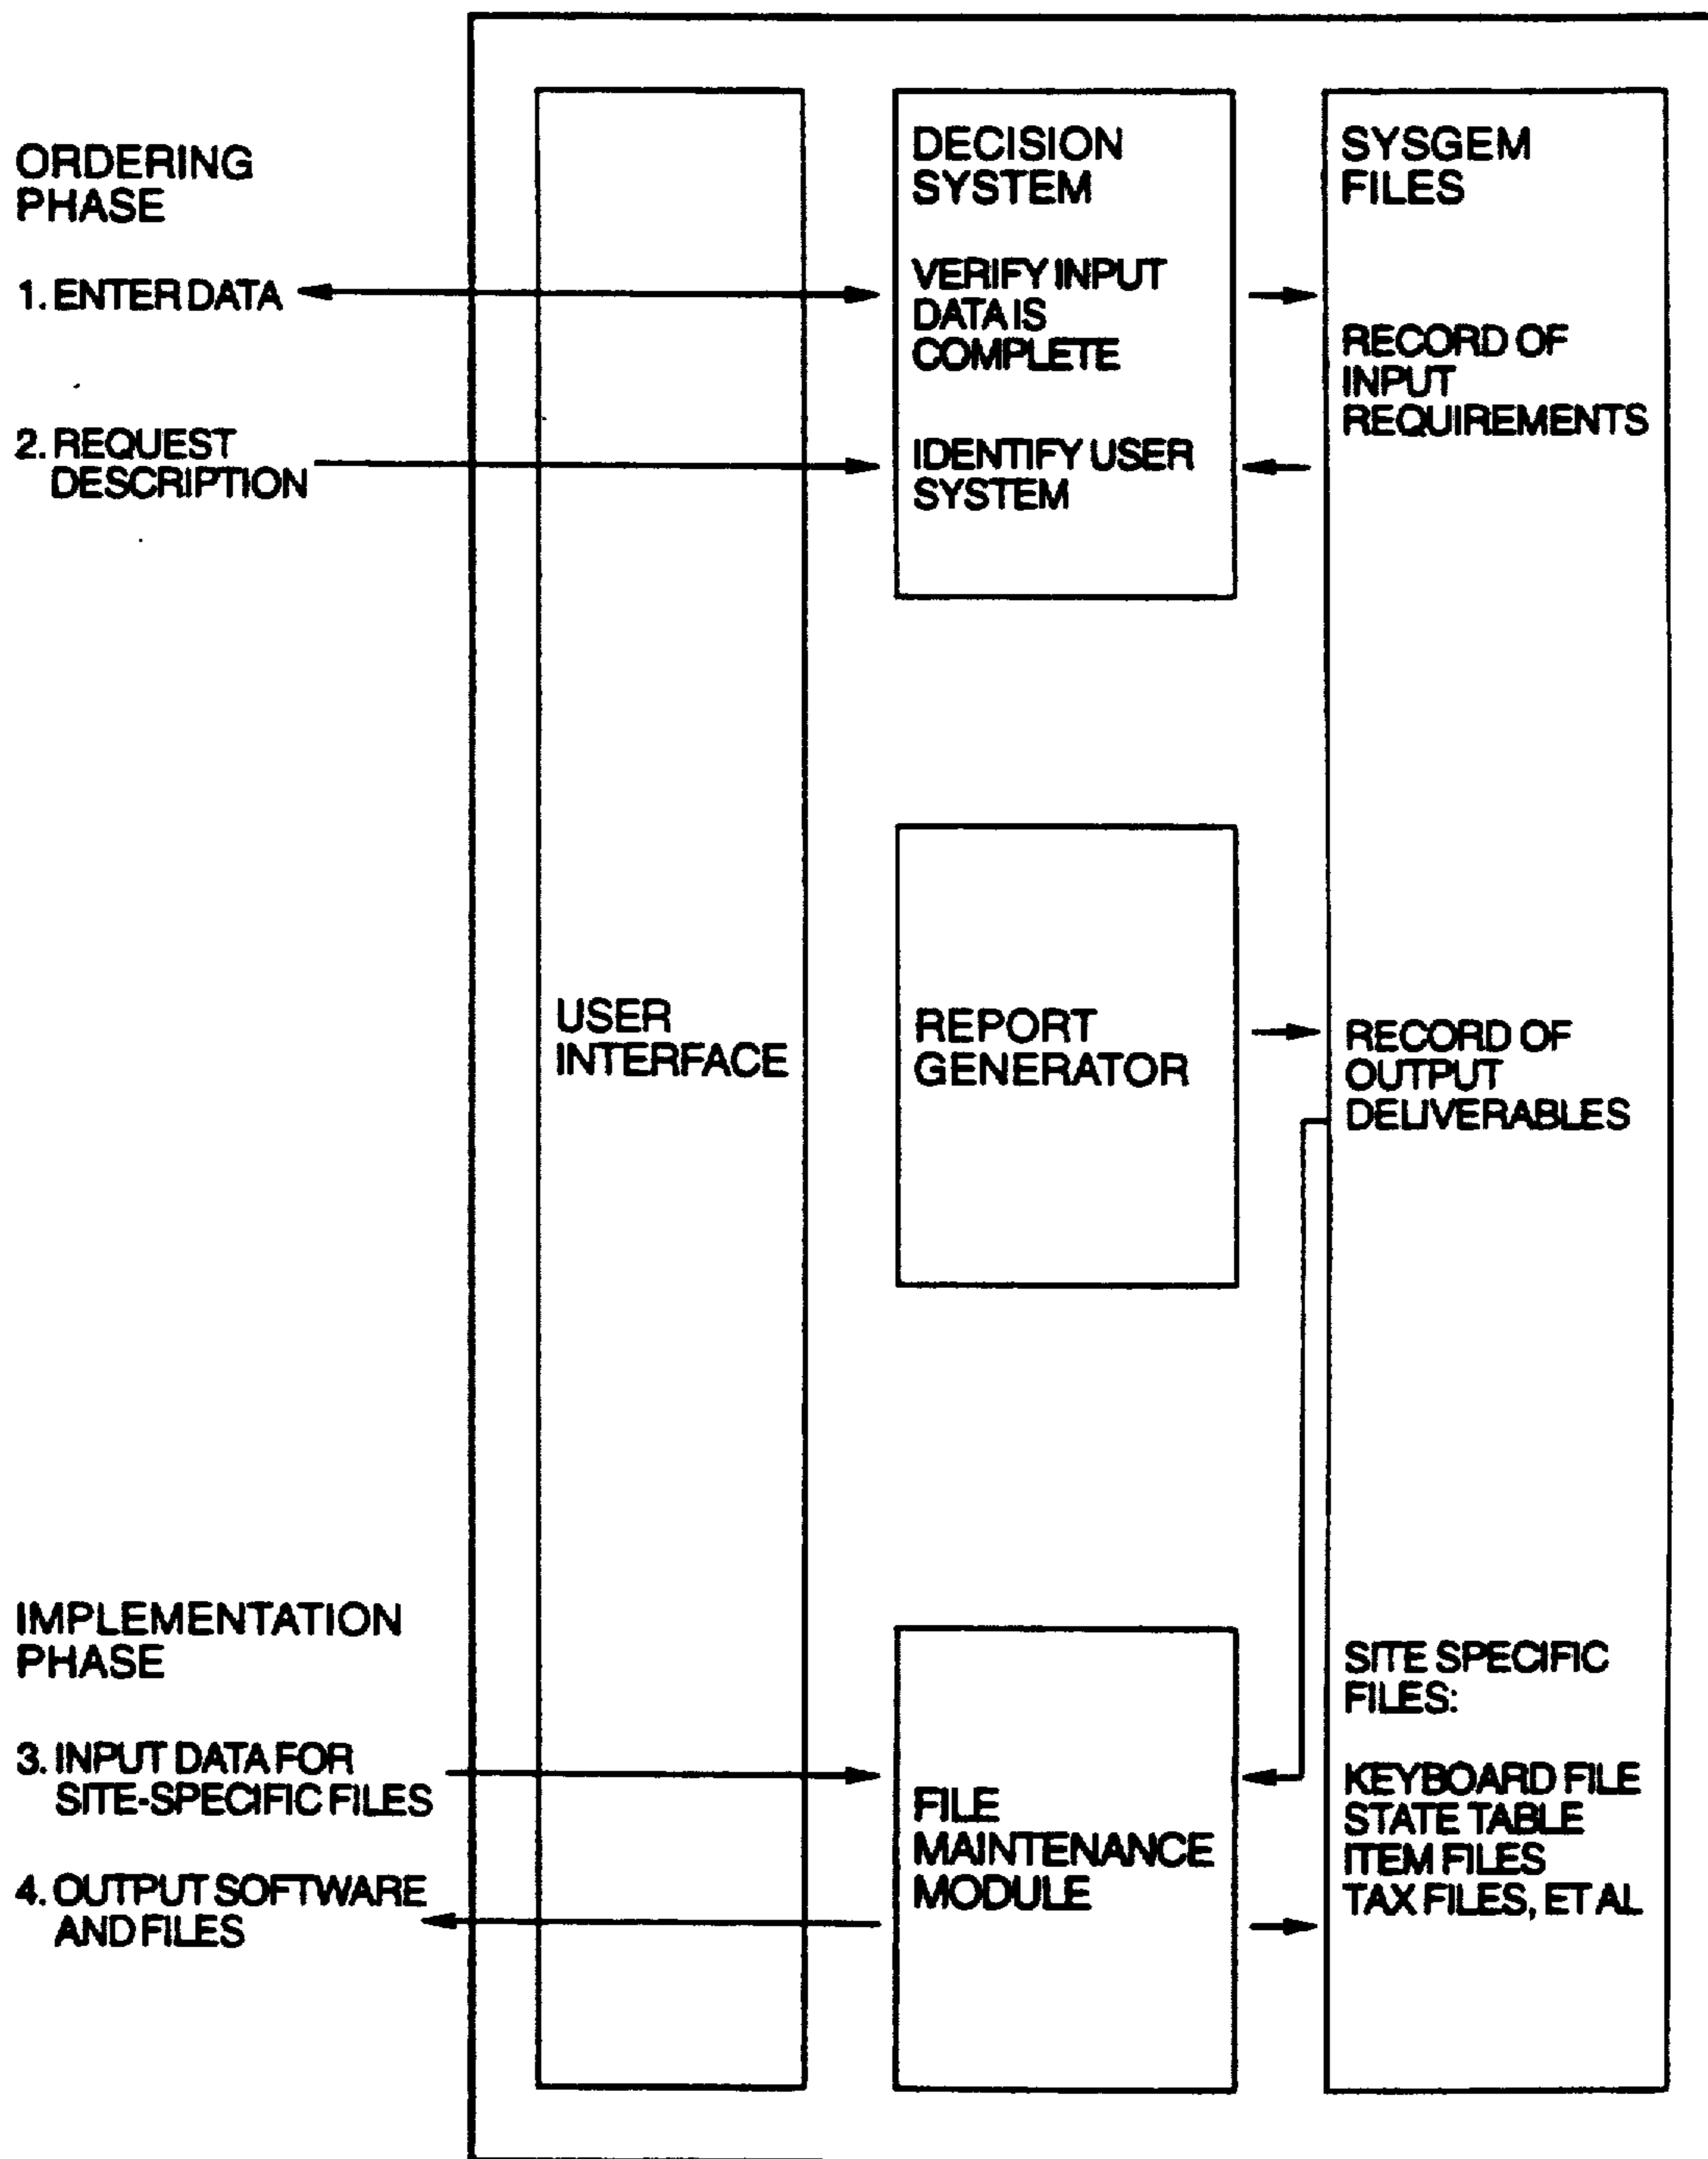 ORDERING
PHASE
1. ENTER DATA
2. REQUEST
DESCRIPTION
IMPLEMENTATION
PHASE
3. INPUT DATA FOR
SITE-SPECIFIC FILES
4. OUTPUT SOFTWARE
AND FILES
USER
INTERFACE
DECISION
SYSTEM
VERIFY INPUT
DATA IS
COMPLETE
IDENTIFY USER
SYSTEM
REPORT
GENERATOR
FILE
MAINTENANCE
MODULE
SYSGEM
FILES
RECORD OF
INPUT
REQUIREMENTS
RECORD OF
OUTPUT
DELIVERABLES
SITE SPECIFIC
FILES:
KEYBOARD FILE
STATE TABLE
ITEM FILES
TAX FILES, ET AL